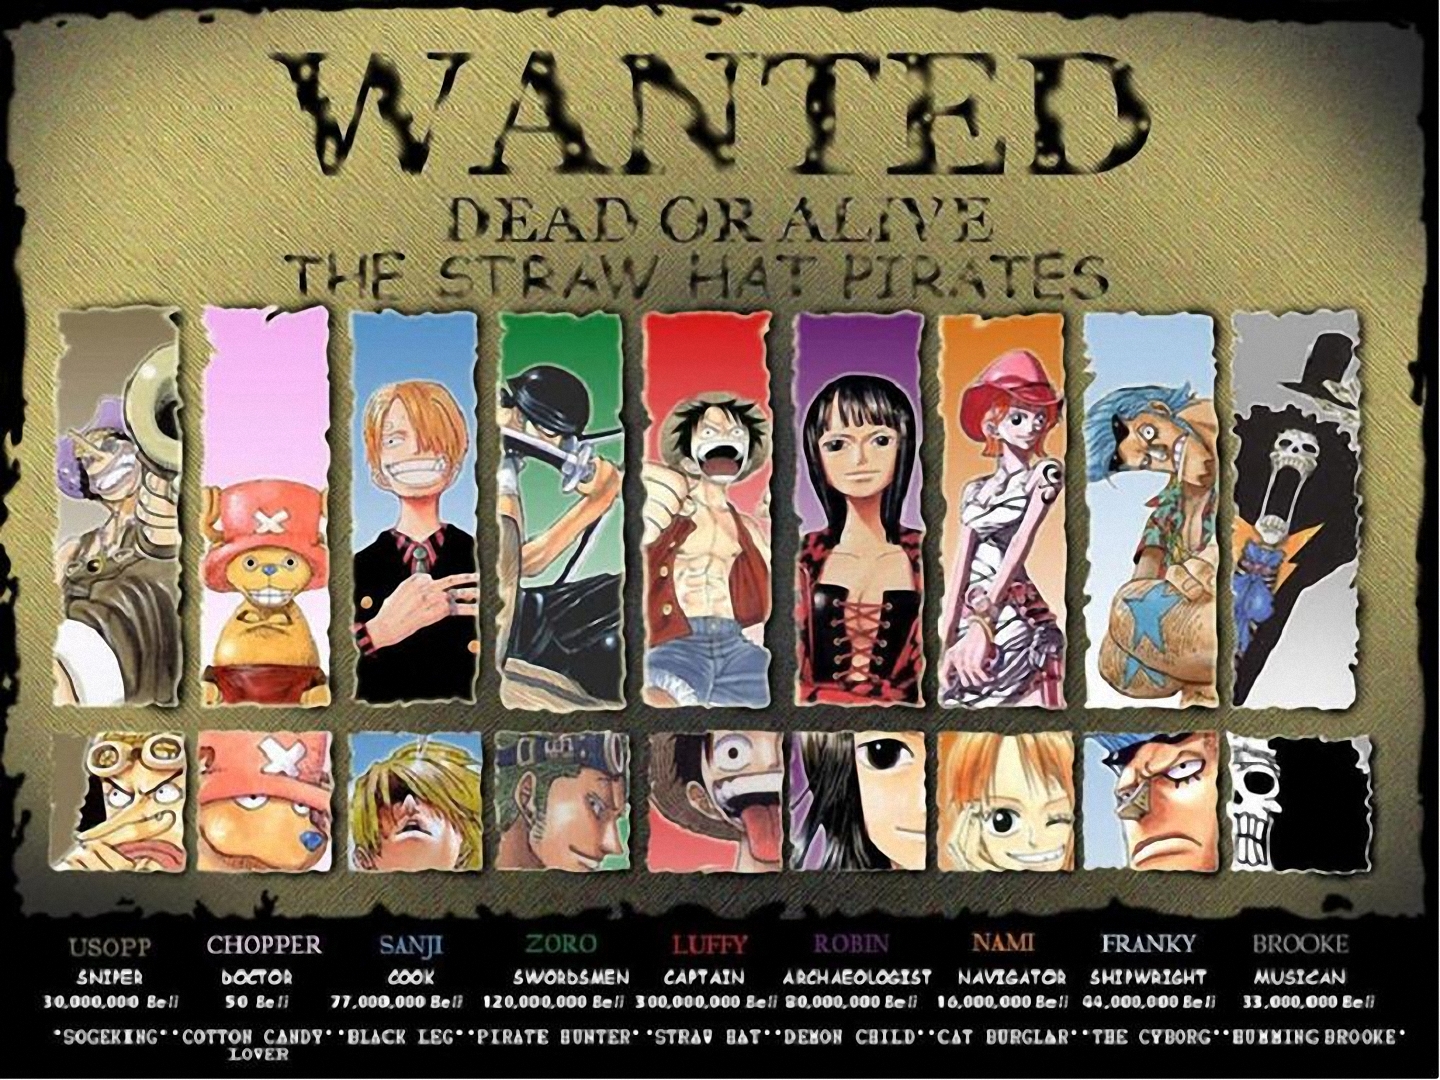 WANTED
DEAD OR ALIVE
THE STRAW HAT PIRATES
USOPP CHOPPER SANJI ZORO LUFFY ROBIN NAMI FRANKY BROOKE
SNIPER DOCTOR COOK SWORDSMEN CAPTAIN ARCHAEOLOGIST NAVIGATOR SHIPWRIGHT MUSICAN
30,000,000 Beli 50 Beli 77,000,000 Beli 120,000,000 Beli 300,000,000 Beli 80,000,000 Beli 16,000,000 Beli 44,000,000 Beli 33,000,000 Beli
"SOGEKING" "COTTON CANDY" "BLACK LEG" "PIRATE HUNTER" "STRAW HAT" "DEMON CHILD" "CAT BURGLAR" "THE CYBORG" "HUMMING BROOKE"
LOVER